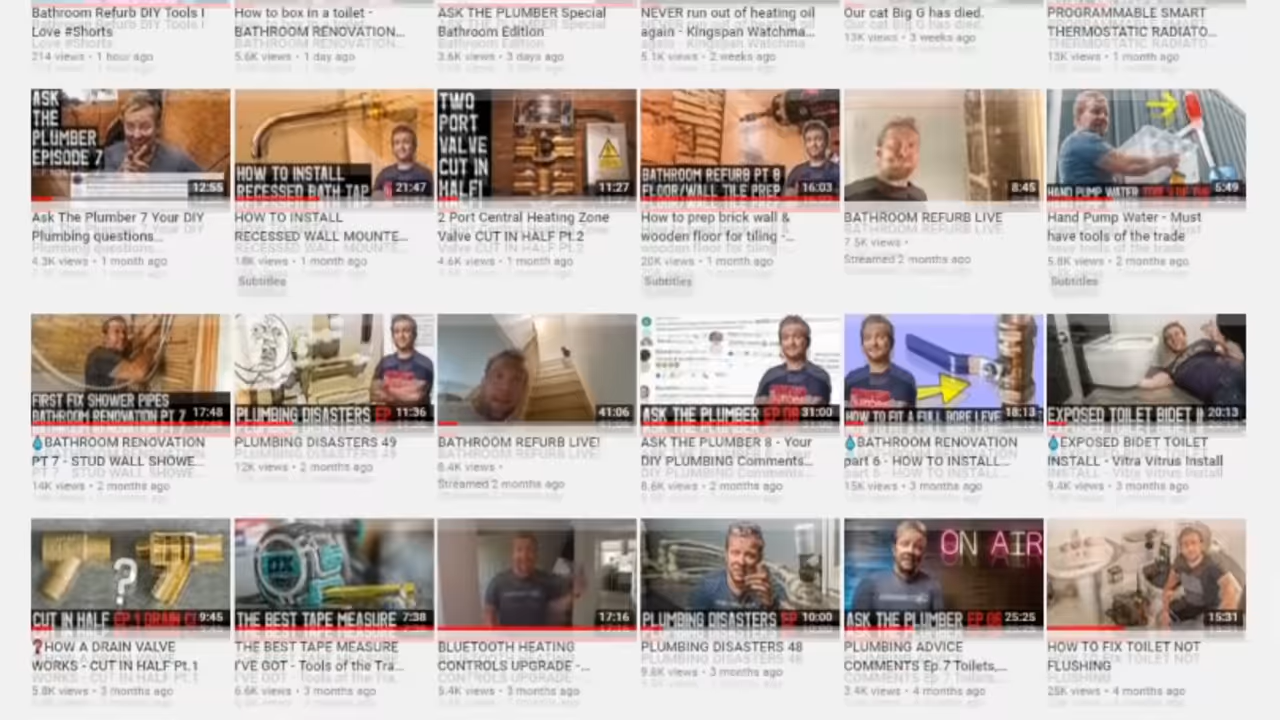 Bathroom Refurb DIY Tools I
Love #Shorts
214 views • 1 hour ago
How to box in a toilet -
BATHROOM RENOVATION...
5.6K views • 1 day ago
ASK THE PLUMBER Special
Bathroom Edition
3.6K views • 3 days ago
NEVER run out of heating oil
again - Kingspan Watchma...
5.1K views • 2 weeks ago
Our cat Big G has died.
13K views • 3 weeks ago
PROGRAMMABLE SMART
THERMOSTATIC RADIATO...
13K views • 1 month ago
ASK
THE
PLUMBER
EPISODE 7
12:55
Ask The Plumber 7 Your DIY
Plumbing questions...
4.3K views • 1 month ago
HOW TO INSTALL
RECESSED BATH TAP
21:47
HOW TO INSTALL
RECESSED WALL MOUNTE...
18K views • 1 month ago
Subtitles
TWO
PORT
VALVE
CUT IN
HALF!
11:27
2 Port Central Heating Zone
Valve CUT IN HALF Pt.2
4.6K views • 1 month ago
BATHROOM REFURB PT 8
FLOOR/WALL TILE PREP
16:03
How to prep brick wall &
wooden floor for tiling -...
20K views • 1 month ago
Subtitles
8:45
BATHROOM REFURB LIVE
7.5K views •
Streamed 2 months ago
HAND PUMP WATER
5:49
Hand Pump Water - Must
have tools of the trade
5.8K views • 2 months ago
Subtitles
FIRST FIX SHOWER PIPES
BATHROOM RENOVATION PT 7
17:48
💧BATHROOM RENOVATION
PT 7 - STUD WALL SHOWE...
14K views • 2 months ago
PLUMBING DISASTERS EP
11:36
PLUMBING DISASTERS 49
12K views • 2 months ago
41:06
BATHROOM REFURB LIVE!
8.4K views •
Streamed 2 months ago
ASK THE PLUMBER EP 08
31:00
ASK THE PLUMBER 8 - Your
DIY PLUMBING Comments...
8.6K views • 2 months ago
HOW TO FIT A FULL BORE LEVE
18:13
💧BATHROOM RENOVATION
part 6 - HOW TO INSTALL...
15K views • 3 months ago
EXPOSED TOILET BIDET I
20:13
💧EXPOSED BIDET TOILET
INSTALL - Vitra Vitrus Install
9.4K views • 3 months ago
?
CUT IN HALF EP 1 DRAIN
9:45
❓HOW A DRAIN VALVE
WORKS - CUT IN HALF Pt.1
5.8K views • 3 months ago
OX
THE BEST TAPE MEASURE
7:38
THE BEST TAPE MEASURE
I'VE GOT - Tools of the Tra...
6.6K views • 3 months ago
17:16
BLUETOOTH HEATING
CONTROLS UPGRADE -...
5.4K views • 3 months ago
PLUMBING DISASTERS EP
10:00
PLUMBING DISASTERS 48
9.8K views • 3 months ago
ON AIR
ASK THE PLUMBER EP 06
25:25
PLUMBING ADVICE
COMMENTS Ep.7 Toilets,...
3.4K views • 4 months ago
15:31
HOW TO FIX TOILET NOT
FLUSHING
25K views • 4 months ago